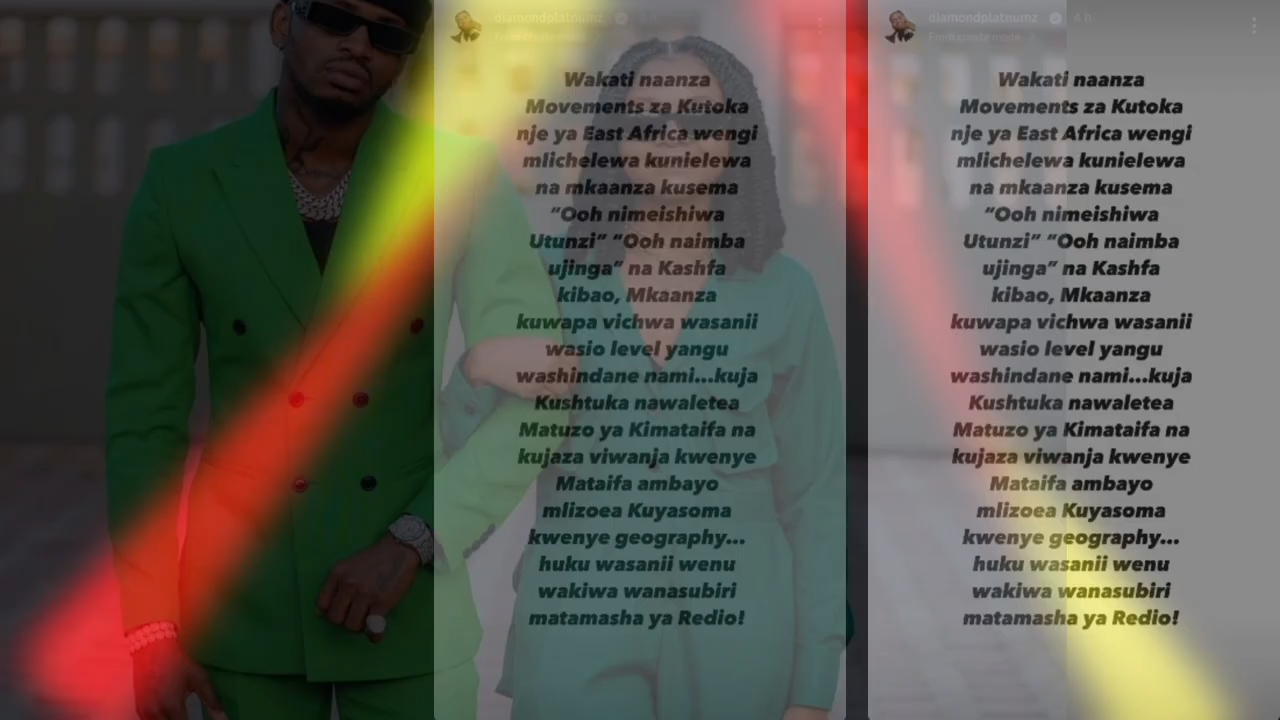 diamondplatnumz
Wakati naanza
Movements za Kutoka
nje ya East Africa wengi
mlichelewa kunielewa
na mkaanza kusema
“Ooh nimeishiwa
Utunzi” “Ooh naimba
ujinga” na Kashfa
kibao, Mkaanza
kuwapa vichwa wasanii
wasio level yangu
washindane nami...kuja
Kushtuka nawaletea
Matuzo ya Kimataifa na
kujaza viwanja kwenye
Mataifa ambayo
mlizoea Kuyasoma
kwenye geography...
huku wasanii wenu
wakiwa wanasubiri
matamasha ya Redio!
diamondplatnumz 4 h
From create mode
Wakati naanza
Movements za Kutoka
nje ya East Africa wengi
mlichelewa kunielewa
na mkaanza kusema
“Ooh nimeishiwa
Utunzi” “Ooh naimba
ujinga” na Kashfa
kibao, Mkaanza
kuwapa vichwa wasanii
wasio level yangu
washindane nami...kuja
Kushtuka nawaletea
Matuzo ya Kimataifa na
kujaza viwanja kwenye
Mataifa ambayo
mlizoea Kuyasoma
kwenye geography...
huku wasanii wenu
wakiwa wanasubiri
matamasha ya Redio!